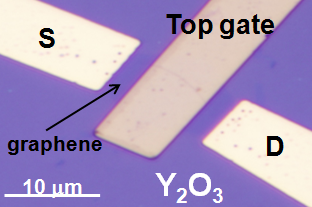 S
Top gate
graphene
D
10 μm
Y₂O₃